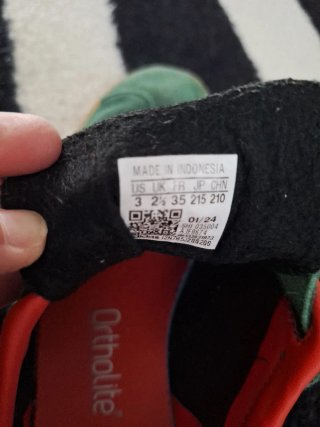 MADE IN INDONESIA
US UK FR JP CHN
3 2½ 35 215 210
01/24
Ortholite®